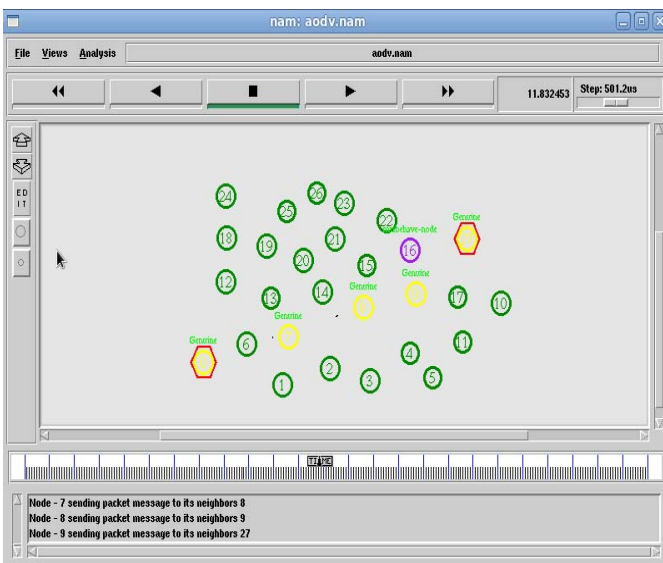 nam: aodv.nam
File Views Analysis aodv.nam
11.832453 Step: 501.2us
ED
IT
26
24
23
25
22
Genuine
18
21
19
16
20
15
Genuine
12
14
Genuine
13
17
10
Genuine
6
11
Genuine
4
2
5
3
1
TIME
Node - 7 sending packet message to its neighbors 8
Node - 8 sending packet message to its neighbors 9
Node - 9 sending packet message to its neighbors 27